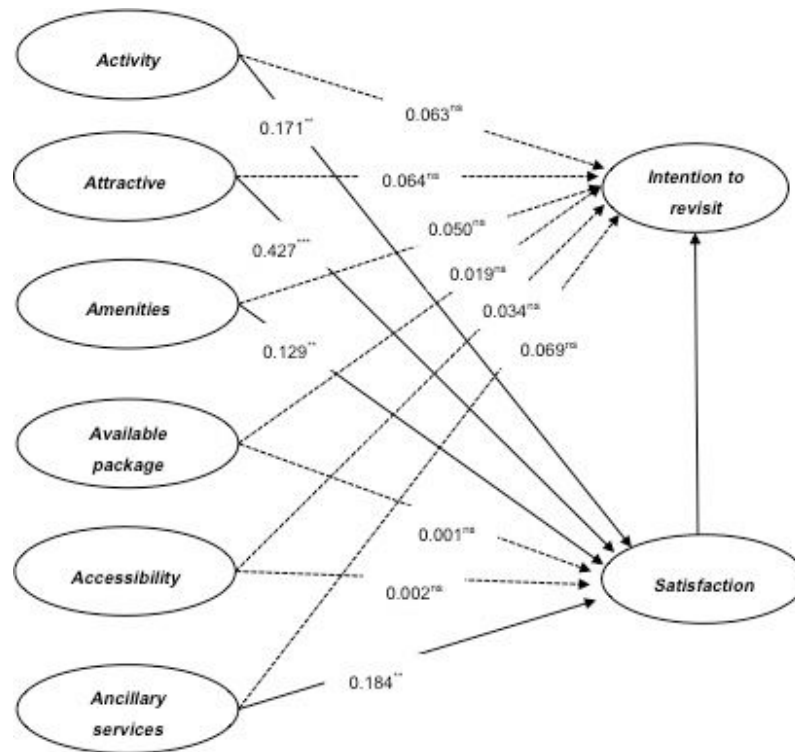 Activity
0.063ns
0.171**
Attractive
0.064ns
Intention to
revisit
0.050ns
0.427***
0.019ns
Amenities
0.034ns
0.129**
0.069ns
Available
package
0.001ns
Accessibility
0.002ns
Satisfaction
0.184**
Ancillary
services